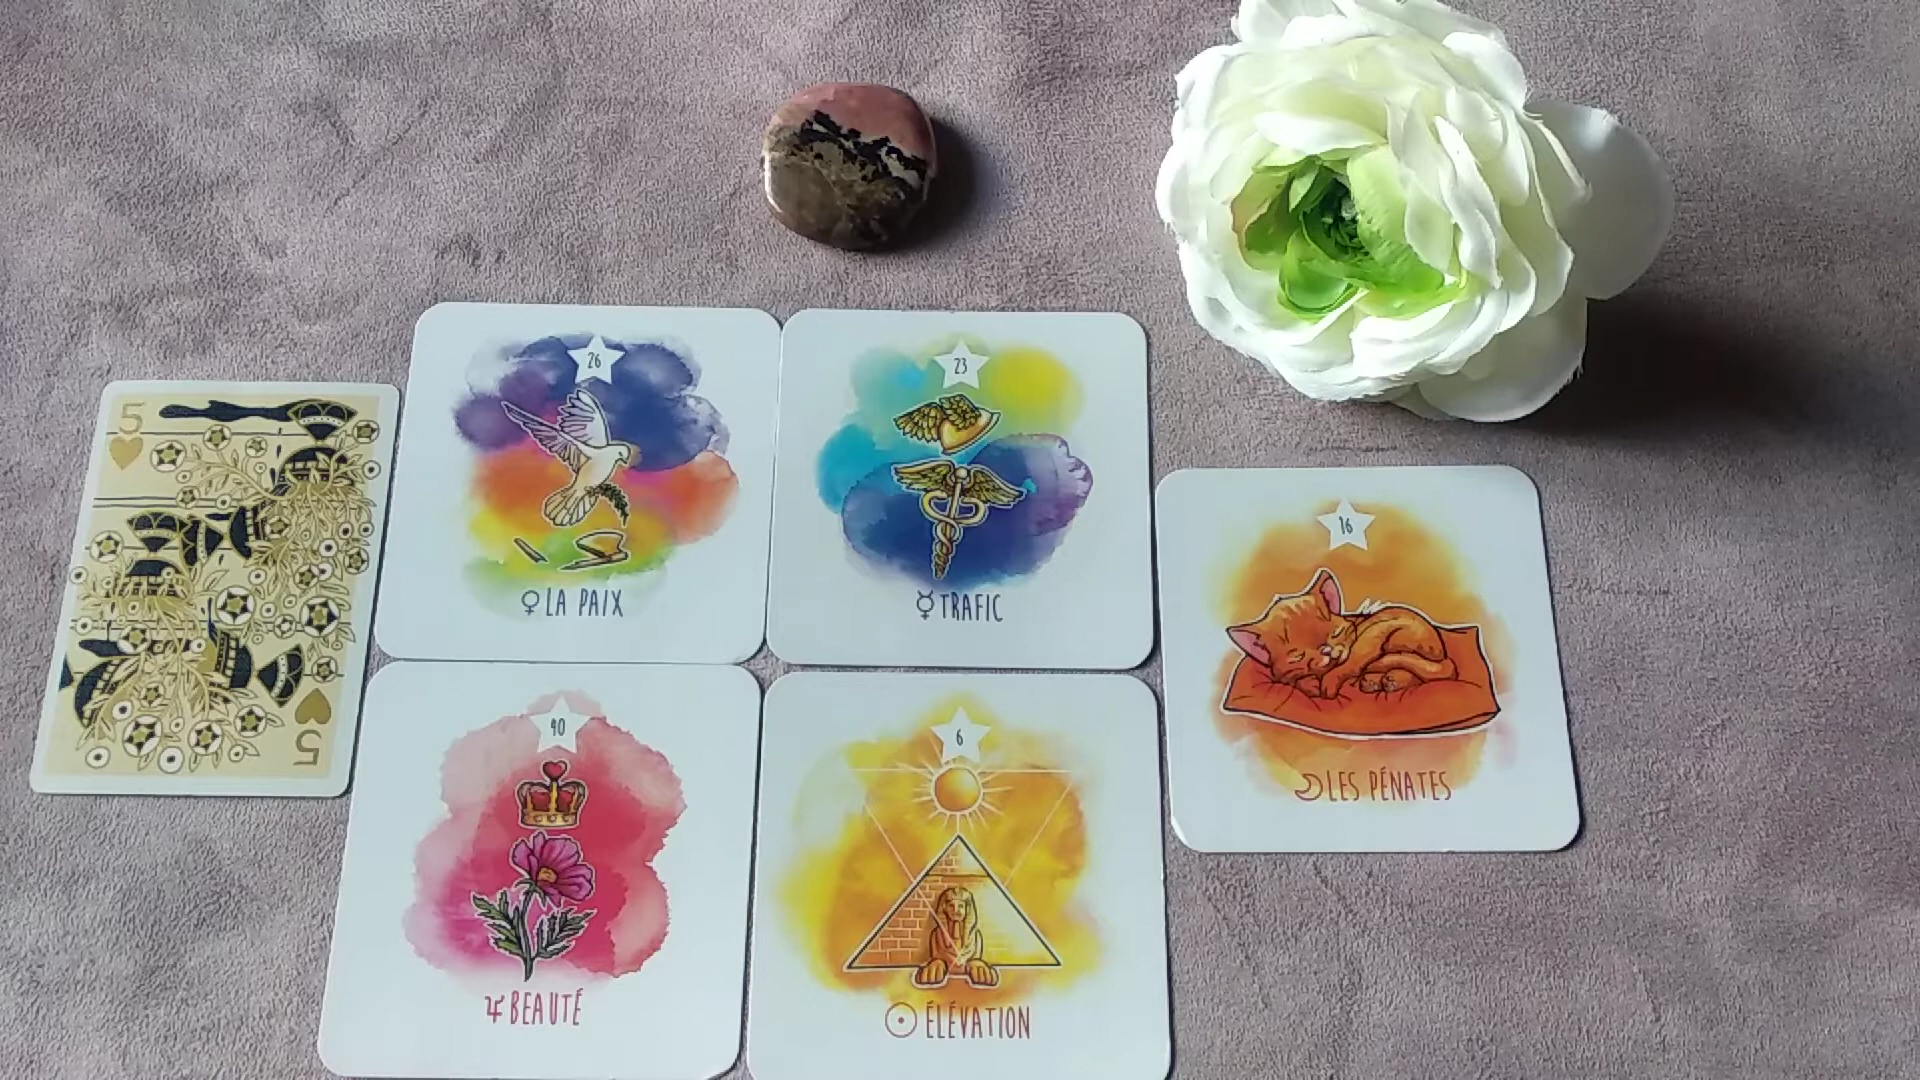 5
5
26
♀ LA PAIX
23
☿ TRAFIC
16
☽ LES PÉNATES
40
♃ BEAUTÉ
6
☉ ÉLÉVATION